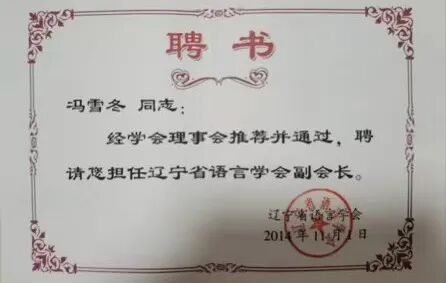 聘书
冯雪冬 同志：
经学会理事会推荐并通过，聘
请您担任辽宁省语言学会副会长。
辽宁省语言学会
2014年11月1日